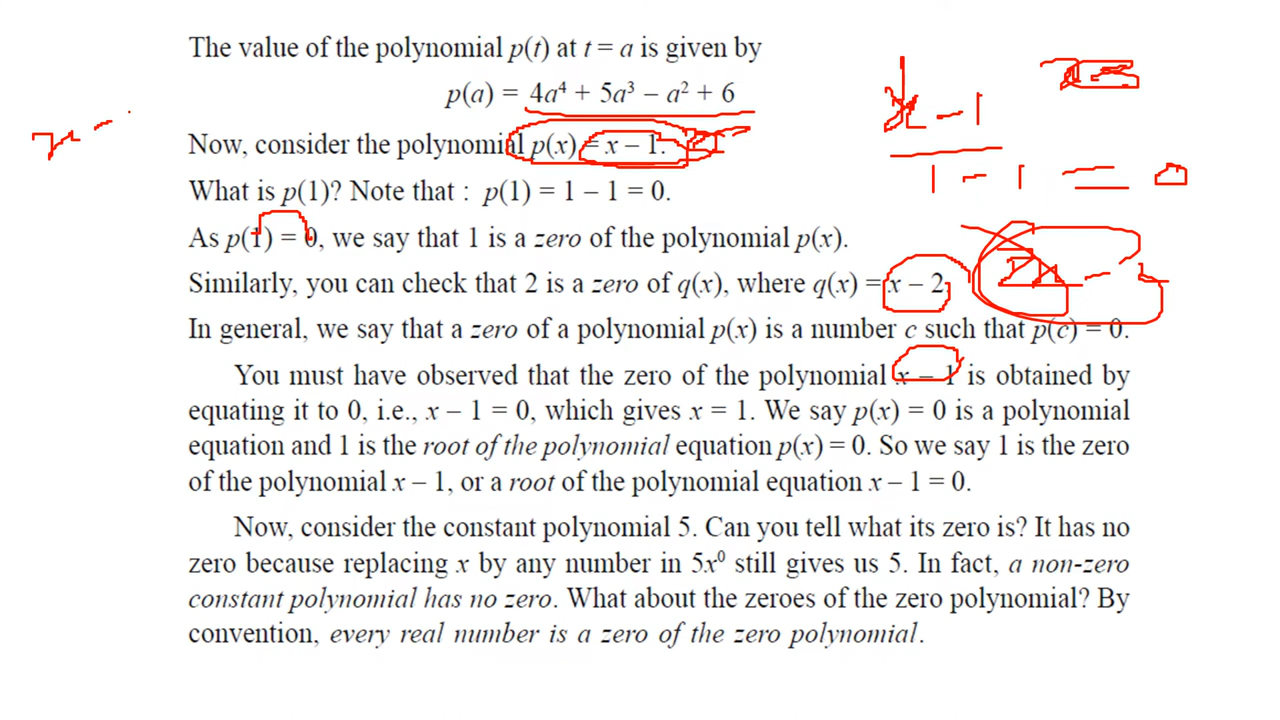 The value of the polynomial p(t) at t = a is given by
p(a) = 4a⁴ + 5a³ – a² + 6
Now, consider the polynomial p(x) = x – 1.
x – 1
What is p(1)? Note that : p(1) = 1 – 1 = 0.
1 – 1 = 0
As p(1) = 0, we say that 1 is a zero of the polynomial p(x).
Similarly, you can check that 2 is a zero of q(x), where q(x) = x – 2.
In general, we say that a zero of a polynomial p(x) is a number c such that p(c) = 0.
You must have observed that the zero of the polynomial x – 1 is obtained by
equating it to 0, i.e., x – 1 = 0, which gives x = 1. We say p(x) = 0 is a polynomial
equation and 1 is the root of the polynomial equation p(x) = 0. So we say 1 is the zero
of the polynomial x – 1, or a root of the polynomial equation x – 1 = 0.
Now, consider the constant polynomial 5. Can you tell what its zero is? It has no
zero because replacing x by any number in 5x⁰ still gives us 5. In fact, a non-zero
constant polynomial has no zero. What about the zeroes of the zero polynomial? By
convention, every real number is a zero of the zero polynomial.